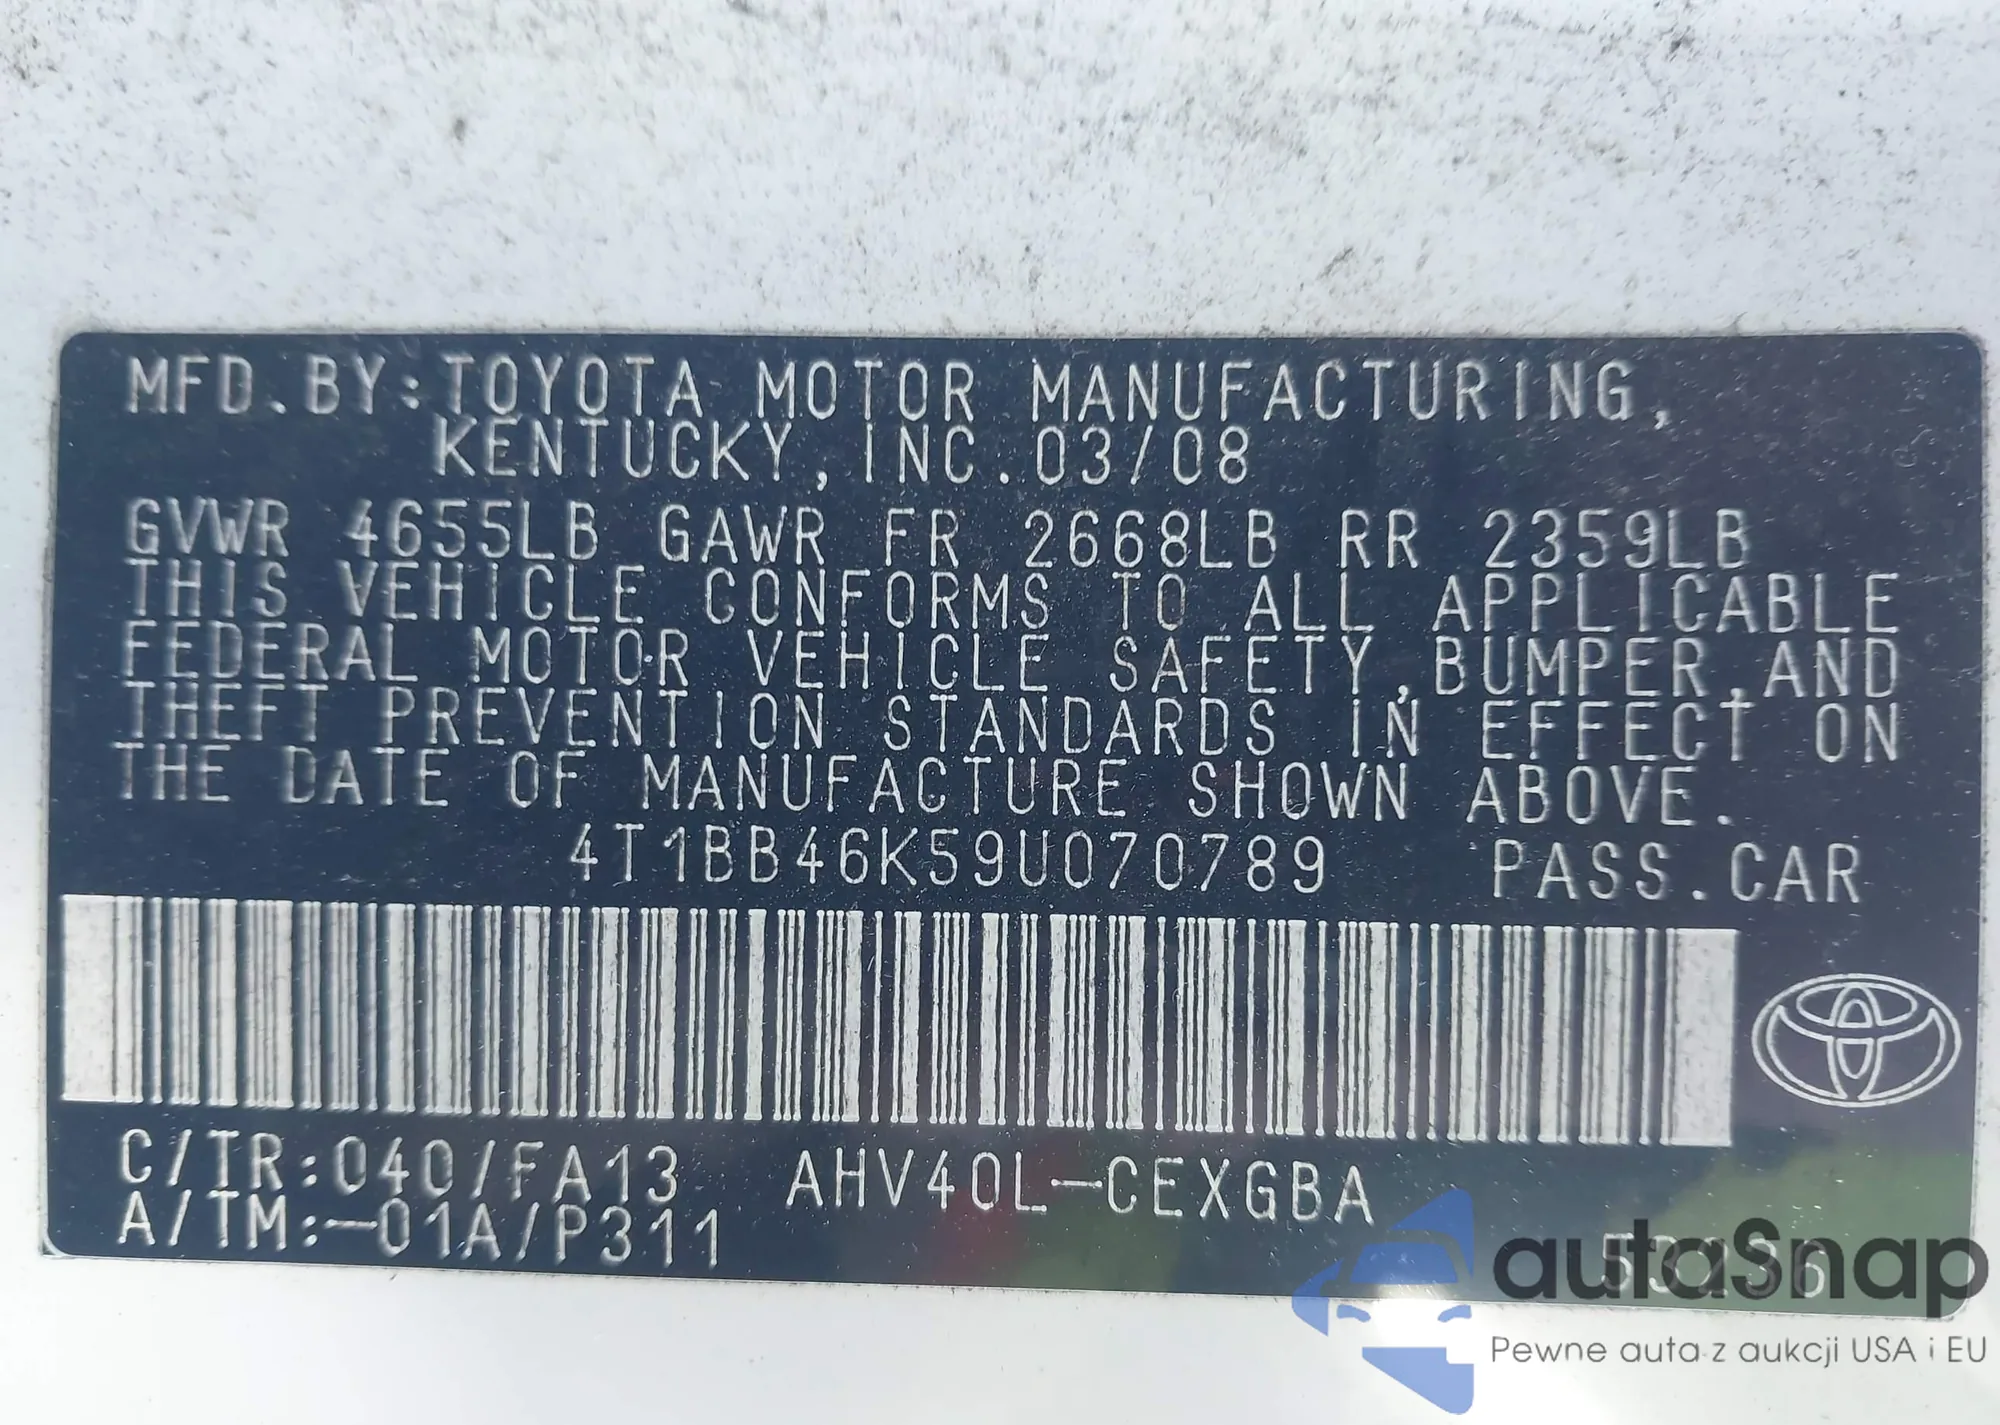 MFD.BY:TOYOTA MOTOR MANUFACTURING,
KENTUCKY,INC.03/08
GVWR 4655LB GAWR FR 2668LB RR 2359LB
THIS VEHICLE CONFORMS TO ALL APPLICABLE
FEDERAL MOTOR VEHICLE SAFETY,BUMPER,AND
THEFT PREVENTION STANDARDS IN EFFECT ON
THE DATE OF MANUFACTURE SHOWN ABOVE.
4T1BB46K59U070789 PASS.CAR
C/TR:040/FA13 AHV40L-CEXGBA
A/TM:-01A/P311
autaSnap
Pewne auta z aukcji USA i EU